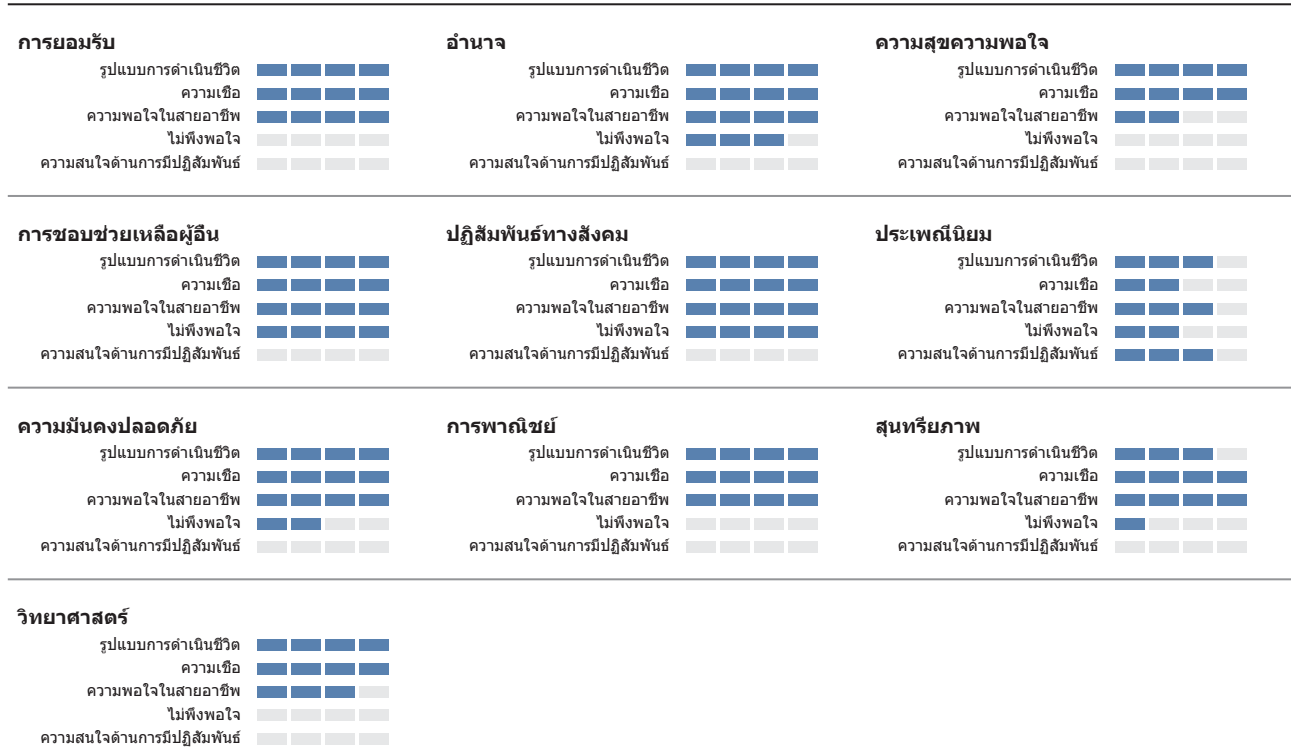 การยอมรับ
รูปแบบการดำเนินชีวิต
ความเชื่อ
ความพอใจในสายอาชีพ
ไม่พึงพอใจ
ความสนใจด้านการมีปฏิสัมพันธ์
อำนาจ
รูปแบบการดำเนินชีวิต
ความเชื่อ
ความพอใจในสายอาชีพ
ไม่พึงพอใจ
ความสนใจด้านการมีปฏิสัมพันธ์
ความสุขความพอใจ
รูปแบบการดำเนินชีวิต
ความเชื่อ
ความพอใจในสายอาชีพ
ไม่พึงพอใจ
ความสนใจด้านการมีปฏิสัมพันธ์
การชอบช่วยเหลือผู้อื่น
รูปแบบการดำเนินชีวิต
ความเชื่อ
ความพอใจในสายอาชีพ
ไม่พึงพอใจ
ความสนใจด้านการมีปฏิสัมพันธ์
ปฏิสัมพันธ์ทางสังคม
รูปแบบการดำเนินชีวิต
ความเชื่อ
ความพอใจในสายอาชีพ
ไม่พึงพอใจ
ความสนใจด้านการมีปฏิสัมพันธ์
ประเพณีนิยม
รูปแบบการดำเนินชีวิต
ความเชื่อ
ความพอใจในสายอาชีพ
ไม่พึงพอใจ
ความสนใจด้านการมีปฏิสัมพันธ์
ความมั่นคงปลอดภัย
รูปแบบการดำเนินชีวิต
ความเชื่อ
ความพอใจในสายอาชีพ
ไม่พึงพอใจ
ความสนใจด้านการมีปฏิสัมพันธ์
การพาณิชย์
รูปแบบการดำเนินชีวิต
ความเชื่อ
ความพอใจในสายอาชีพ
ไม่พึงพอใจ
ความสนใจด้านการมีปฏิสัมพันธ์
สุนทรียภาพ
รูปแบบการดำเนินชีวิต
ความเชื่อ
ความพอใจในสายอาชีพ
ไม่พึงพอใจ
ความสนใจด้านการมีปฏิสัมพันธ์
วิทยาศาสตร์
รูปแบบการดำเนินชีวิต
ความเชื่อ
ความพอใจในสายอาชีพ
ไม่พึงพอใจ
ความสนใจด้านการมีปฏิสัมพันธ์